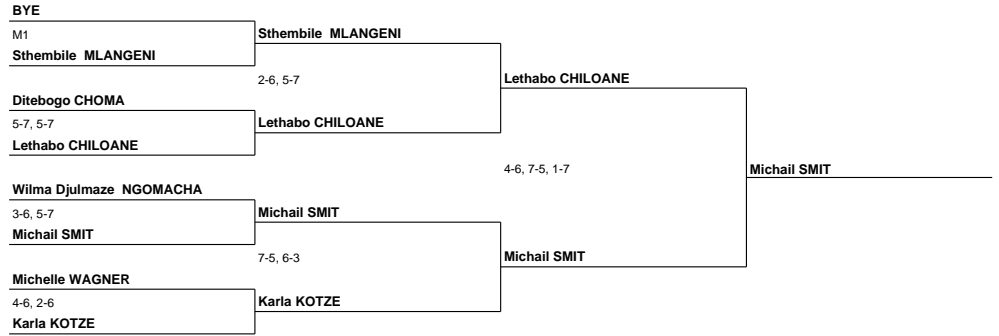 BYE
M1
Sthembile  MLANGENI
Sthembile  MLANGENI
2-6, 5-7
Lethabo CHILOANE
Ditebogo CHOMA
5-7, 5-7
Lethabo CHILOANE
Lethabo CHILOANE
4-6, 7-5, 1-7
Michail SMIT
Wilma Djulmaze  NGOMACHA
3-6, 5-7
Michail SMIT
Michail SMIT
7-5, 6-3
Michail SMIT
Michelle WAGNER
4-6, 2-6
Karla KOTZE
Karla KOTZE